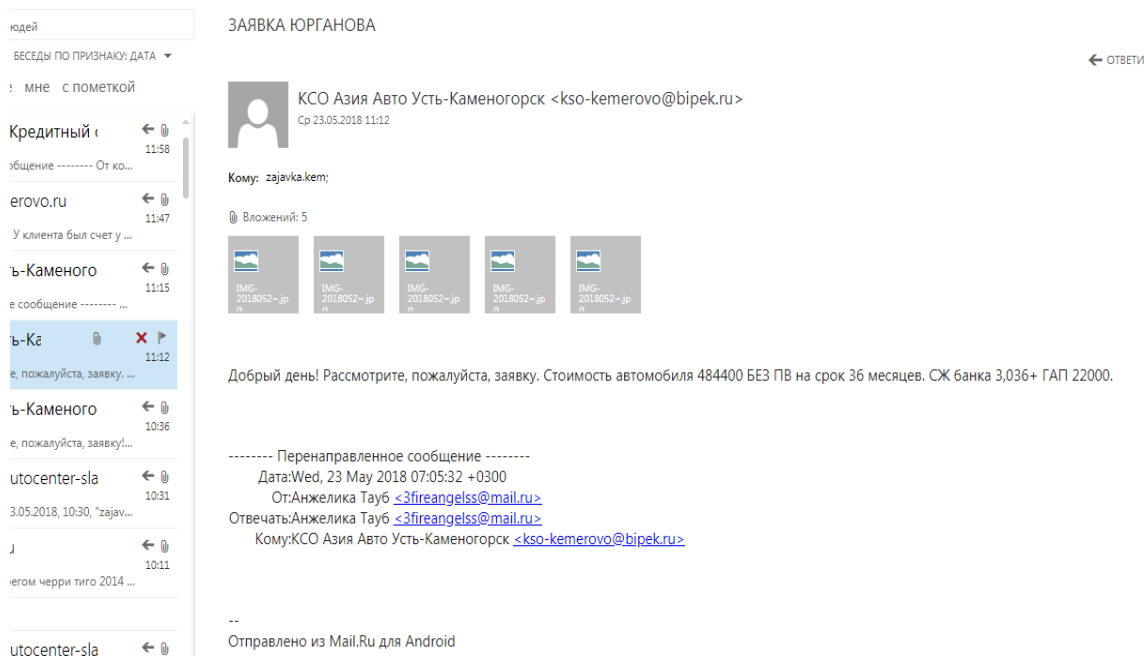 юдей
БЕСЕДЫ ПО ПРИЗНАКУ: ДАТА
мне с пометкой
Кредитный
11:58
общение -------- От ко...
erovo.ru
11:47
У клиента был счет у ...
ть-Каменого
11:15
е сообщение -------- ...
ть-Ка
11:12
е, пожалуйста, заявку. ...
ть-Каменого
10:36
е, пожалуйста, заявку!...
utocenter-sla
10:31
3.05.2018, 10:30, "zajav...
10:11
регом черри тиго 2014 ...
utocenter-sla
ЗАЯВКА ЮРГАНОВА
ОТВЕТИ
КСО Азия Авто Усть-Каменогорск <kso-kemerovo@bipek.ru>
Ср 23.05.2018 11:12
Кому: zajavka.kem;
Вложений: 5
IMG-
2018052~.jp
g
IMG-
2018052~.jp
g
IMG-
2018052~.jp
g
IMG-
2018052~.jp
g
IMG-
2018052~.jp
g
Добрый день! Рассмотрите, пожалуйста, заявку. Стоимость автомобиля 484400 БЕЗ ПВ на срок 36 месяцев. СЖ банка 3,036+ ГАП 22000.
-------- Перенаправленное сообщение --------
Дата:Wed, 23 May 2018 07:05:32 +0300
От:Анжелика Тауб <3fireangelss@mail.ru>
Отвечать:Анжелика Тауб <3fireangelss@mail.ru>
Кому:КСО Азия Авто Усть-Каменогорск <kso-kemerovo@bipek.ru>
--
Отправлено из Mail.Ru для Android